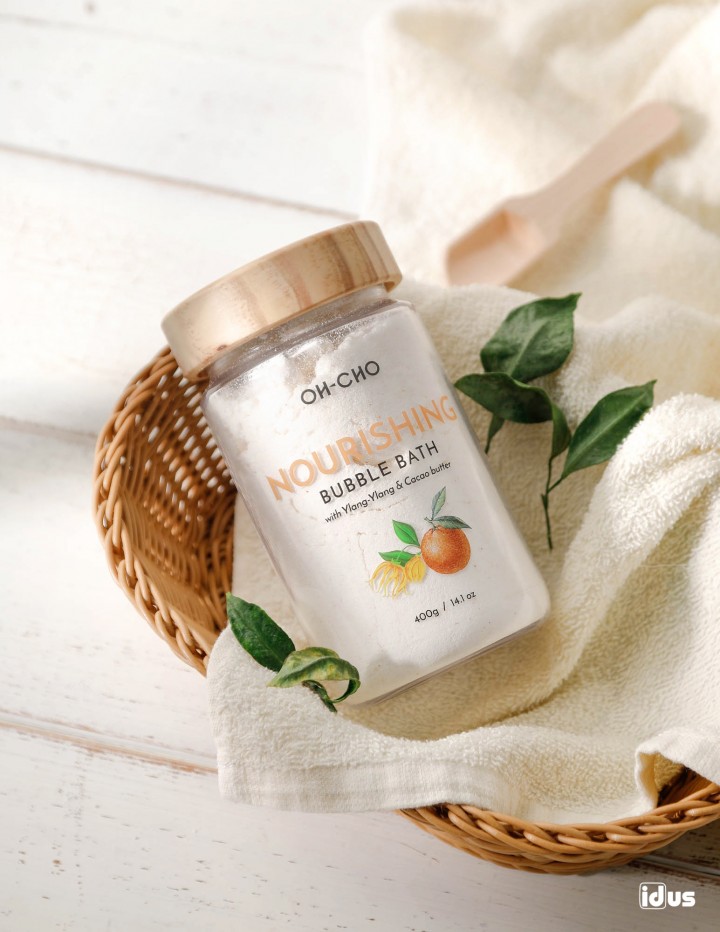 OH-CHO
NOURISHING
BUBBLE BATH
with Ylang-Ylang & Cacao butter
400g / 14.1 oz
idus